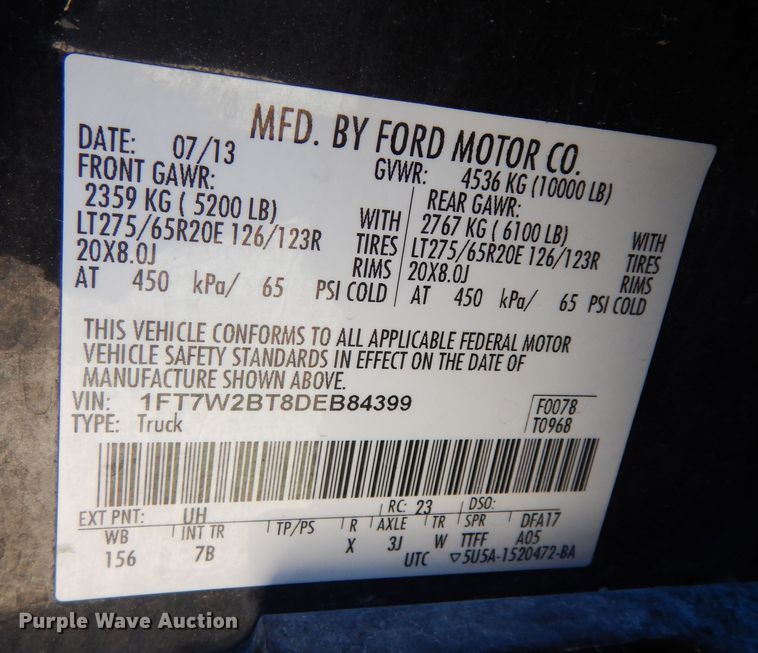 MFD. BY FORD MOTOR CO.
DATE: 07/13 GVWR: 4536 KG (10000 LB)
FRONT GAWR: REAR GAWR:
2359 KG ( 5200 LB) WITH 2767 KG ( 6100 LB) WITH
LT275/65R20E 126/123R TIRES LT275/65R20E 126/123R TIRES
20X8.0J RIMS 20X8.0J RIMS
AT 450 kPa/ 65 PSI COLD AT 450 kPa/ 65 PSI COLD
THIS VEHICLE CONFORMS TO ALL APPLICABLE FEDERAL MOTOR
VEHICLE SAFETY STANDARDS IN EFFECT ON THE DATE OF
MANUFACTURE SHOWN ABOVE.
VIN: 1FT7W2BT8DEB84399 F0078
TYPE: Truck T0968
EXT PNT: UH RC: 23 DSO:
WB INT TR TP/PS R AXLE TR SPR DFA17
156 7B X 3J W TTFF A05
UTC ▽5U5A-1520472-BA
Purple Wave Auction